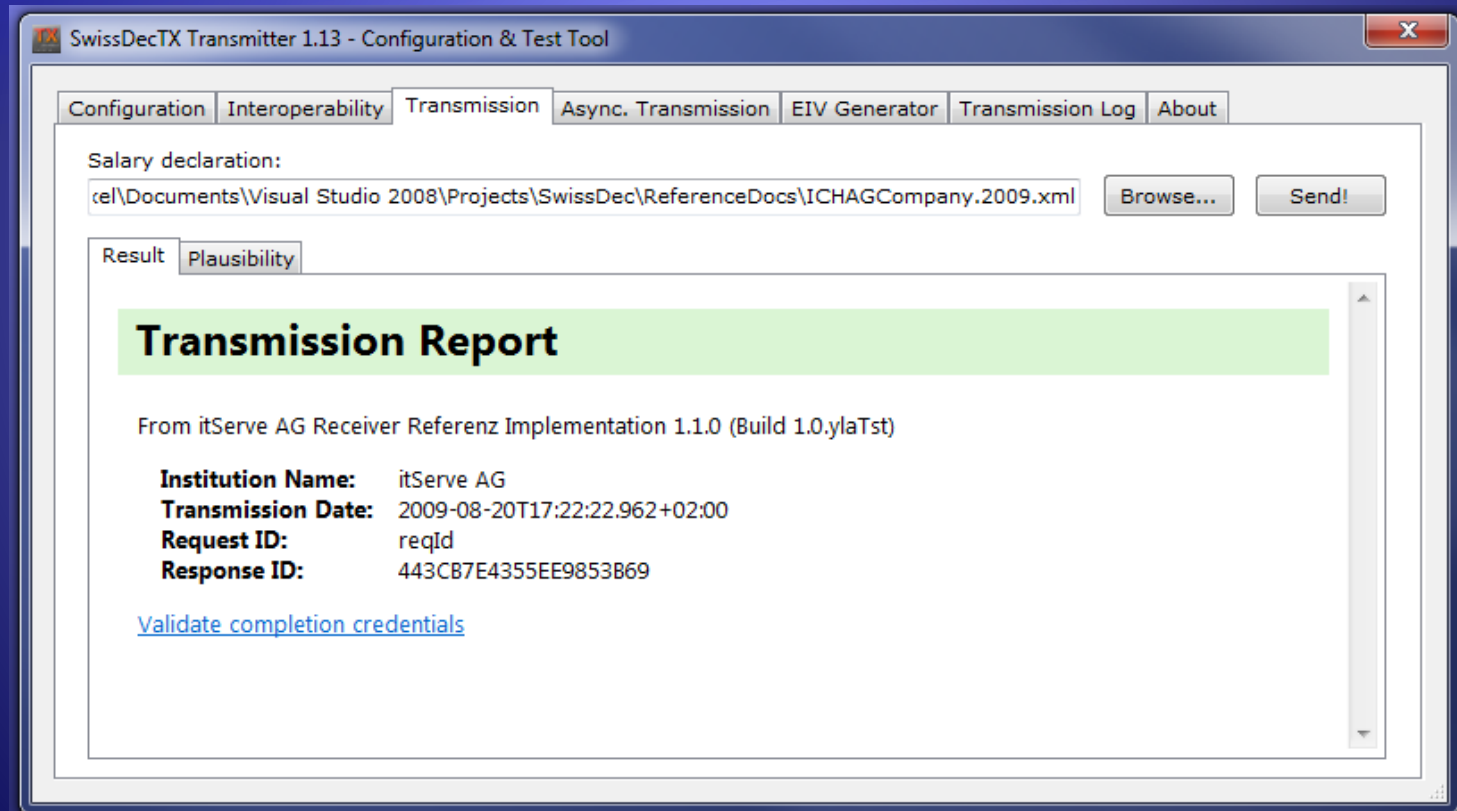 TX SwissDecTX Transmitter 1.13 - Configuration & Test Tool
Configuration Interoperability Transmission Async. Transmission EIV Generator Transmission Log About
Salary declaration:
el\Documents\Visual Studio 2008\Projects\SwissDec\ReferenceDocs\ICHAGCompany.2009.xml Browse... Send!
Result Plausibility
Transmission Report
From itServe AG Receiver Referenz Implementation 1.1.0 (Build 1.0.ylaTst)
Institution Name: itServe AG
Transmission Date: 2009-08-20T17:22:22.962+02:00
Request ID: reqId
Response ID: 443CB7E4355EE9853B69
Validate completion credentials